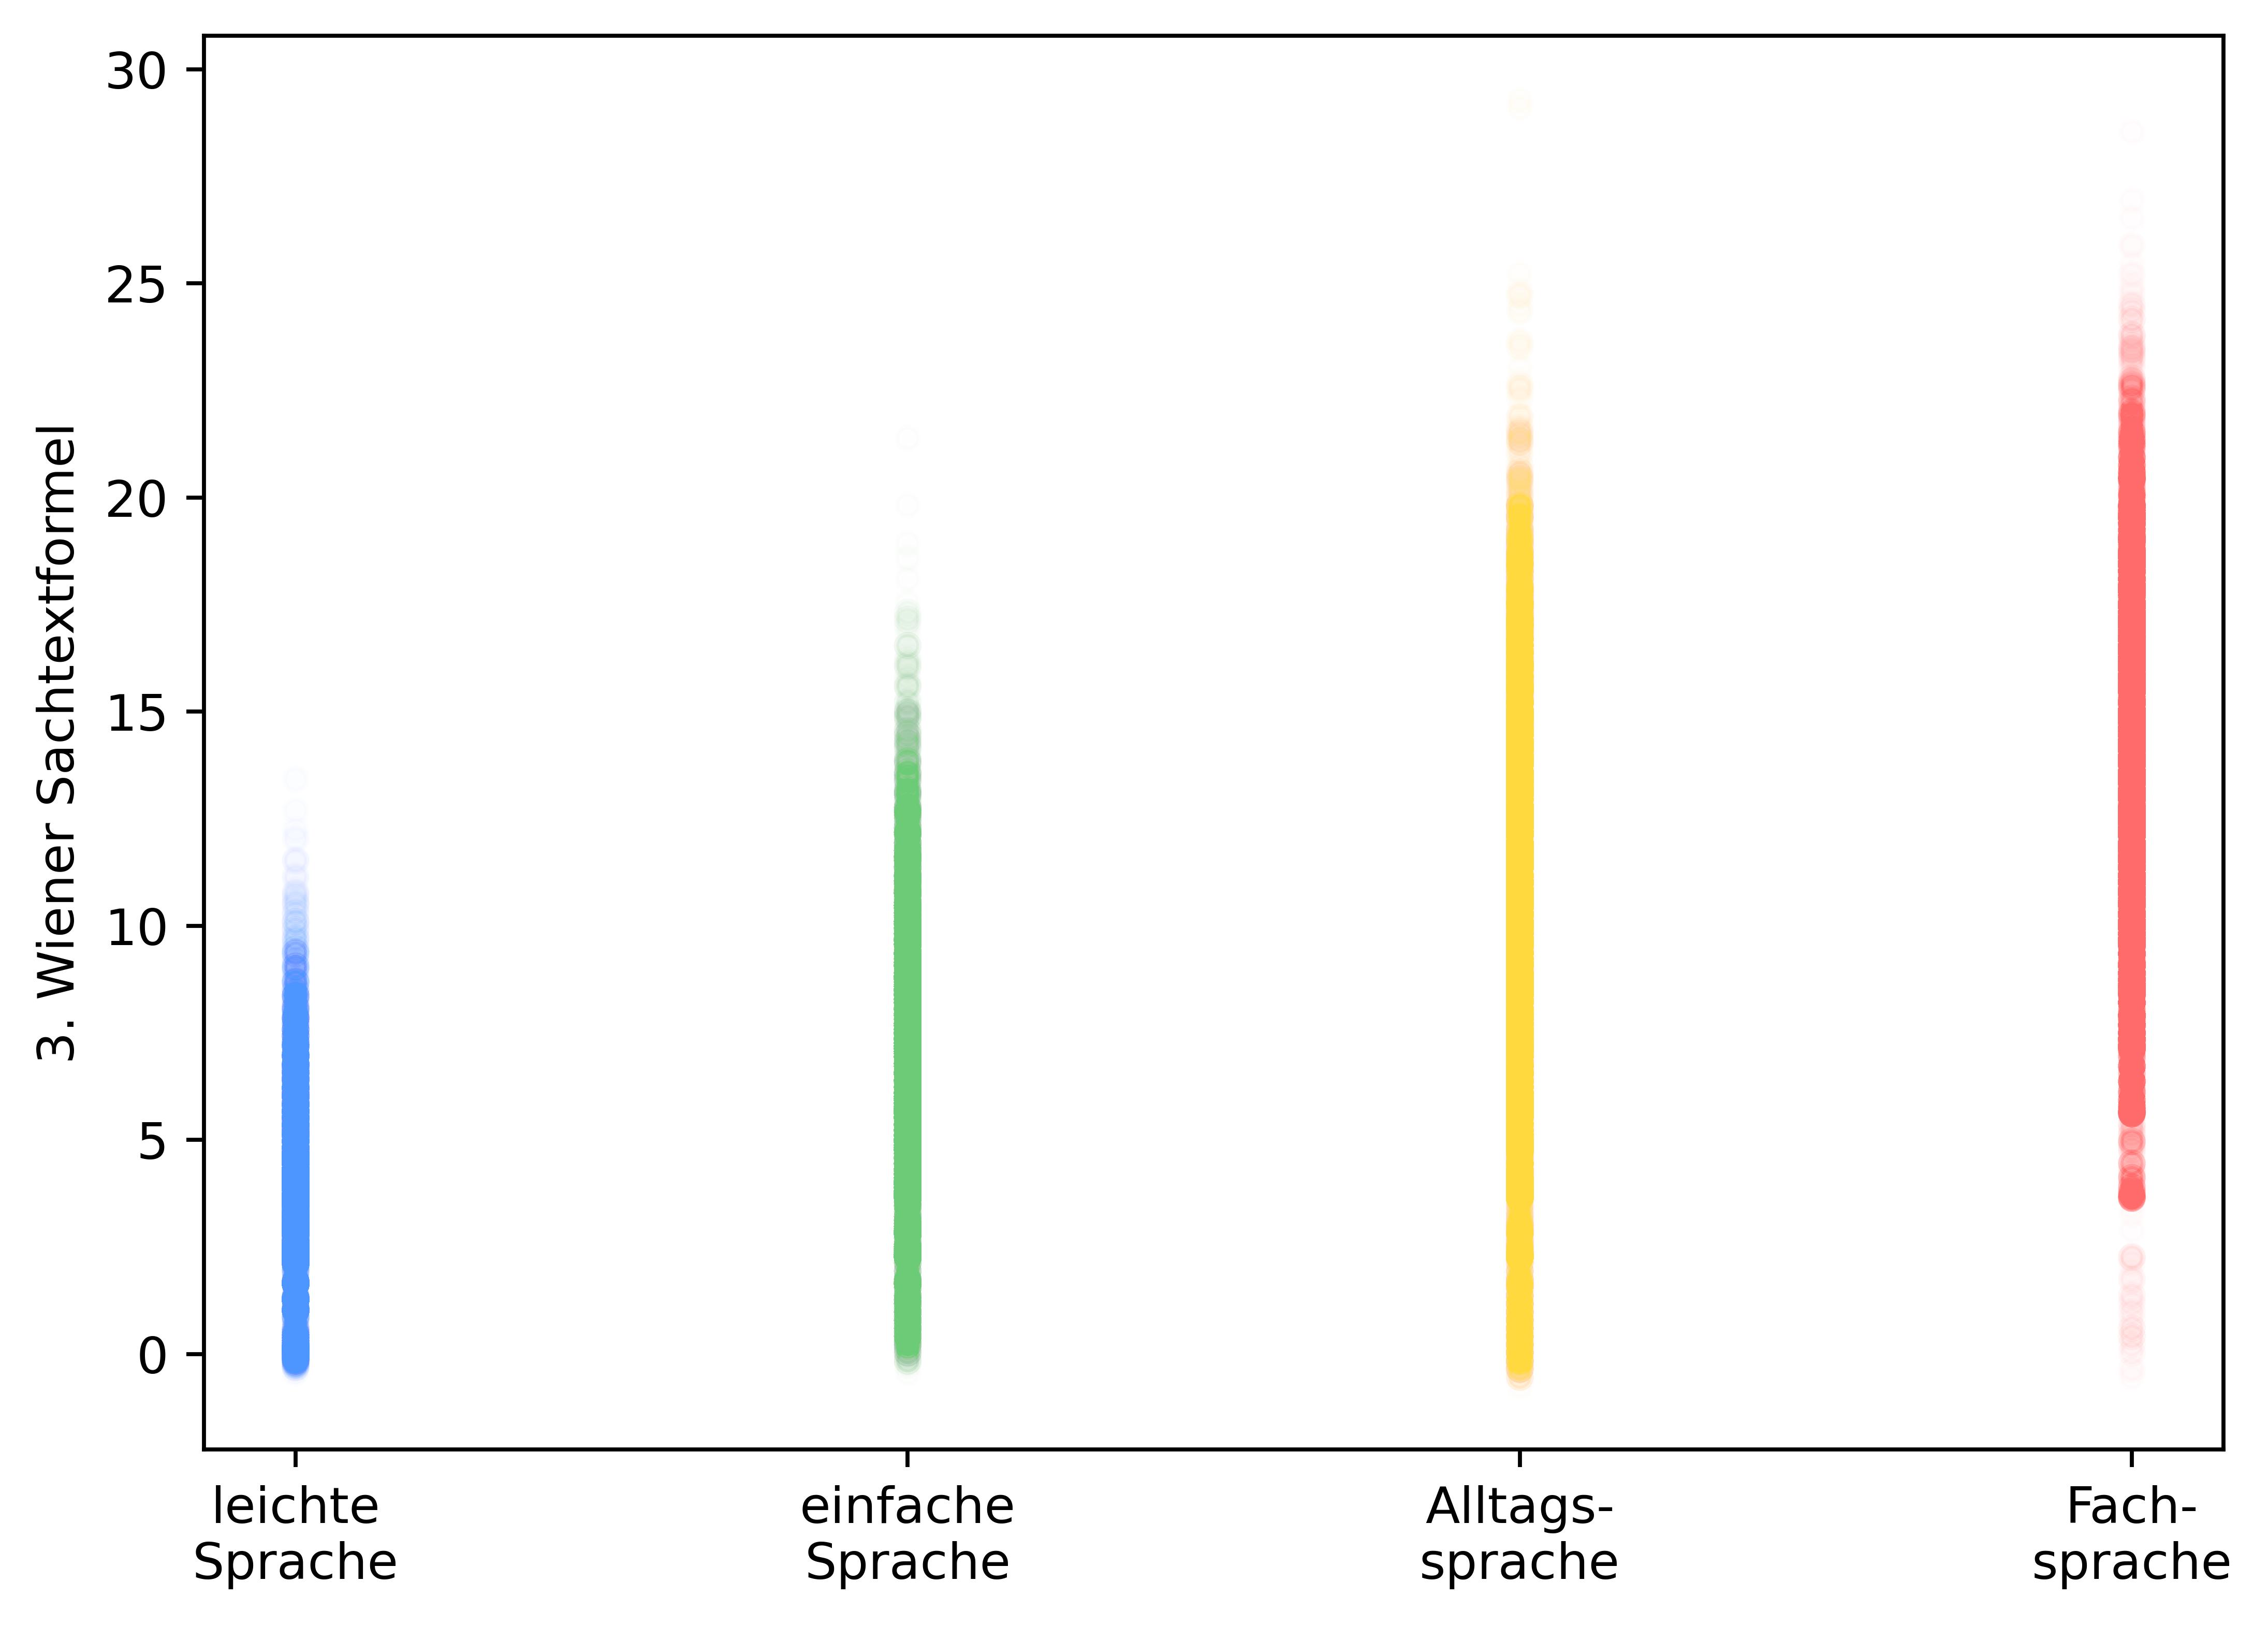 3. Wiener Sachtextformel
30
25
20
15
10
5
0
leichte
Sprache
einfache
Sprache
Alltags-
sprache
Fach-
sprache